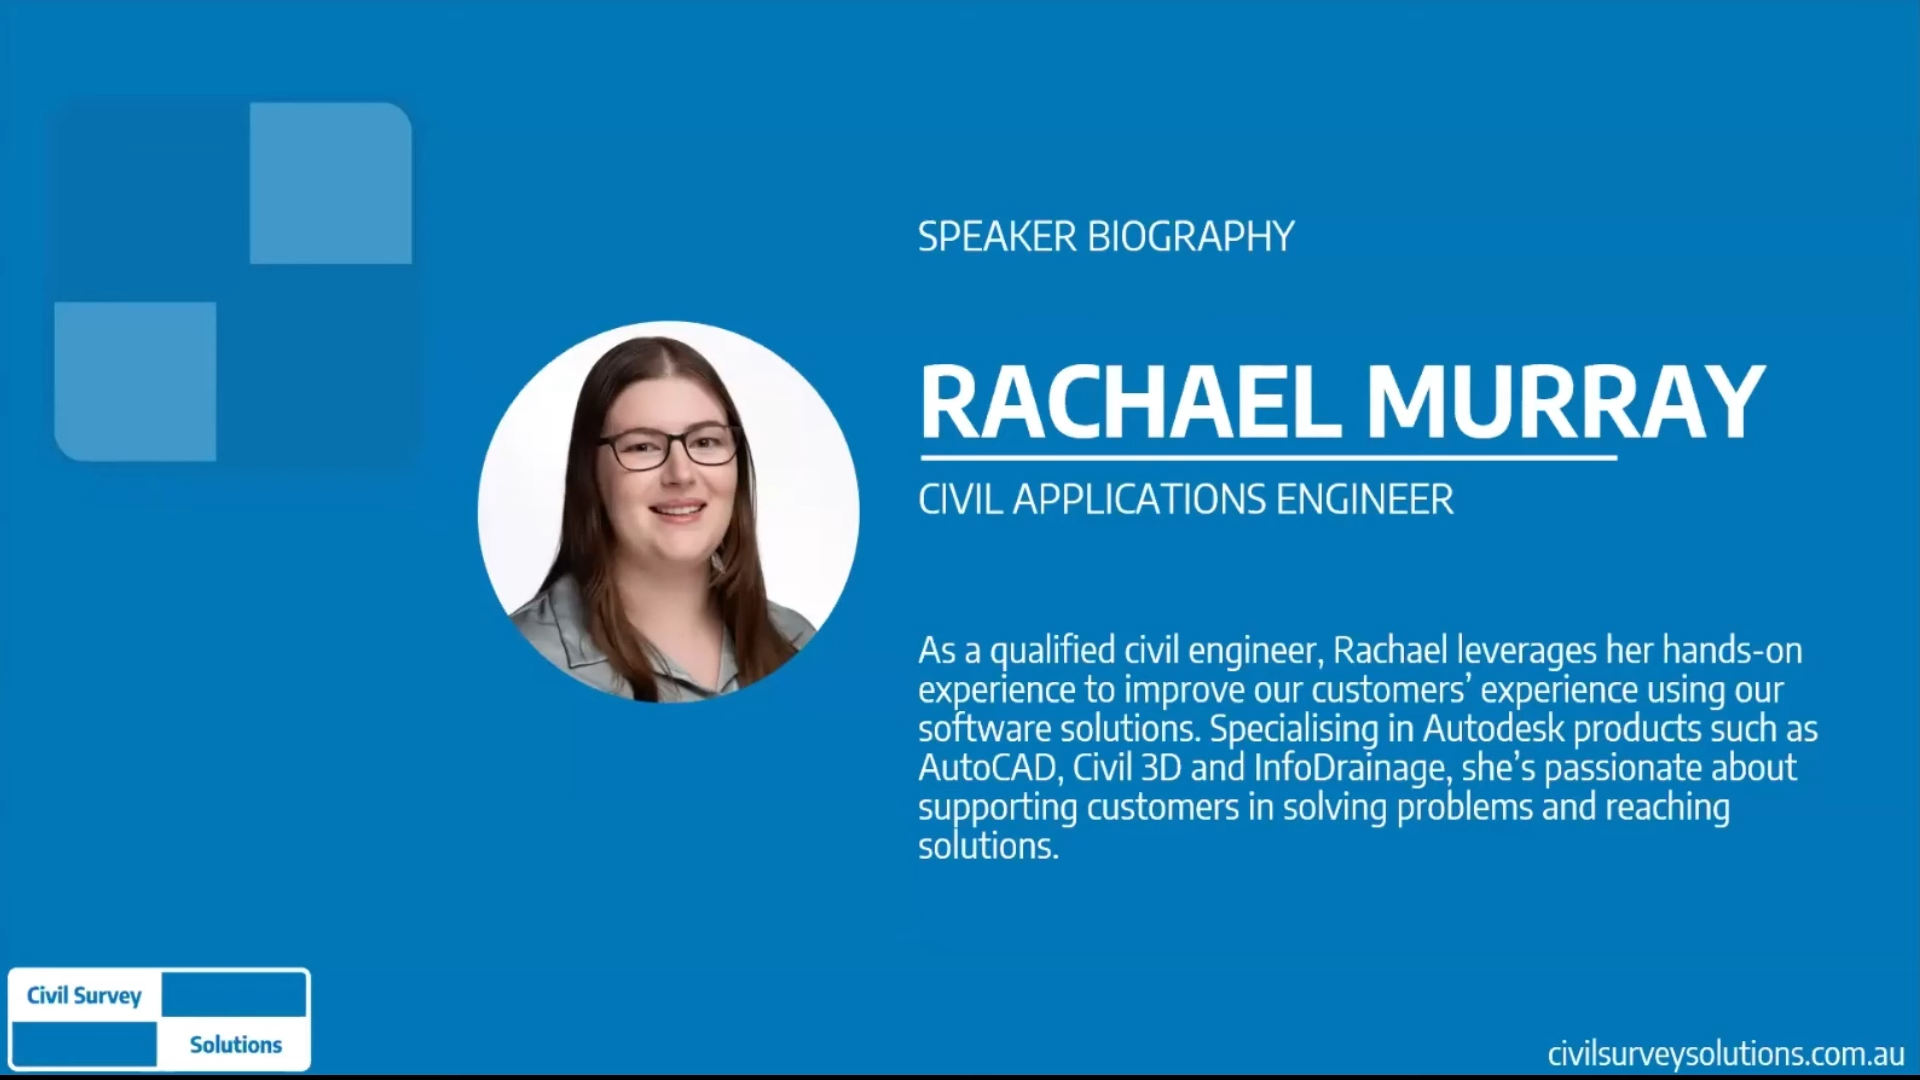 SPEAKER BIOGRAPHY
RACHAEL MURRAY
CIVIL APPLICATIONS ENGINEER
As a qualified civil engineer, Rachael leverages her hands-on
experience to improve our customers’ experience using our
software solutions. Specialising in Autodesk products such as
AutoCAD, Civil 3D and InfoDrainage, she’s passionate about
supporting customers in solving problems and reaching
solutions.
Civil Survey
Solutions
civilsurveysolutions.com.au